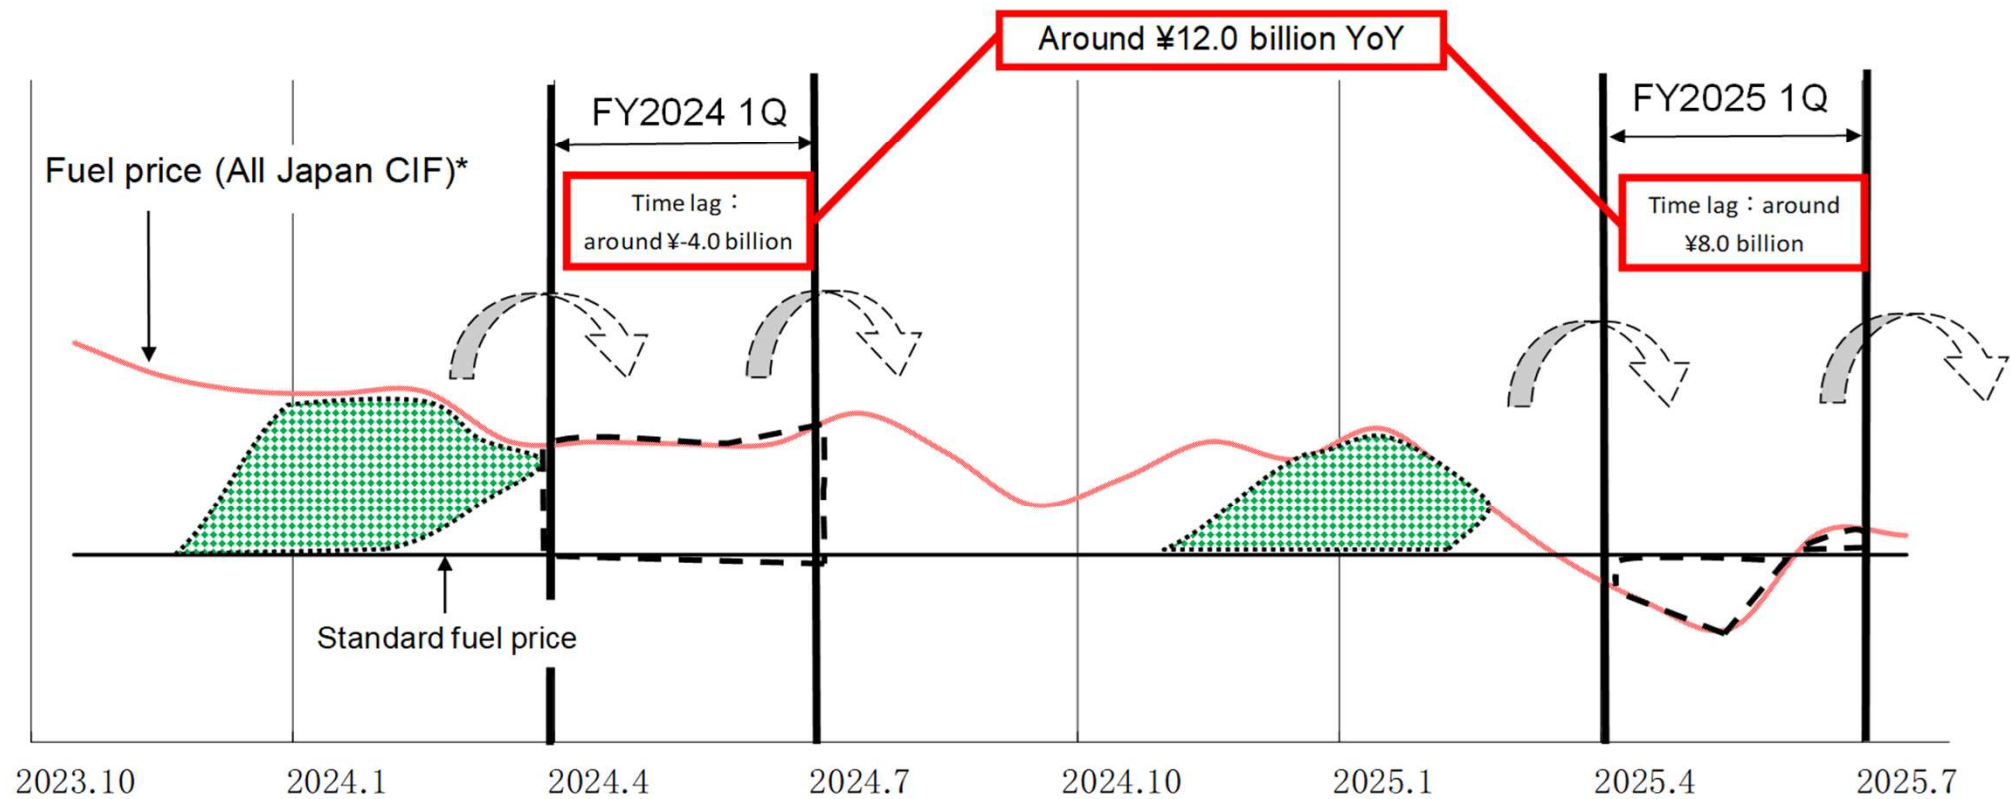 Around ¥12.0 billion YoY
FY2024 1Q
FY2025 1Q
Fuel price (All Japan CIF)*
Time lag：
around ¥-4.0 billion
Time lag：around
¥8.0 billion
Standard fuel price
2023.10
2024.1
2024.4
2024.7
2024.10
2025.1
2025.4
2025.7